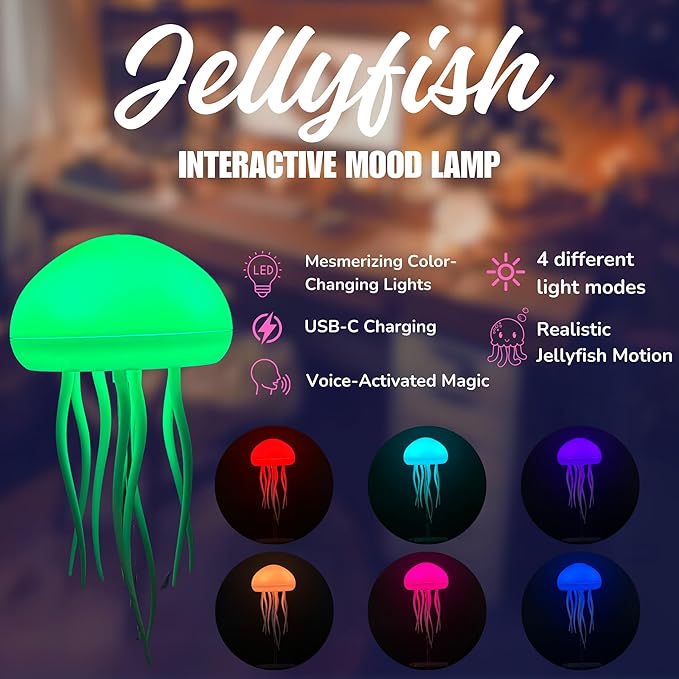 Jellyfish
INTERACTIVE MOOD LAMP
LED
Mesmerizing Color-
Changing Lights
4 different
light modes
USB-C Charging
Realistic
Jellyfish Motion
Voice-Activated Magic